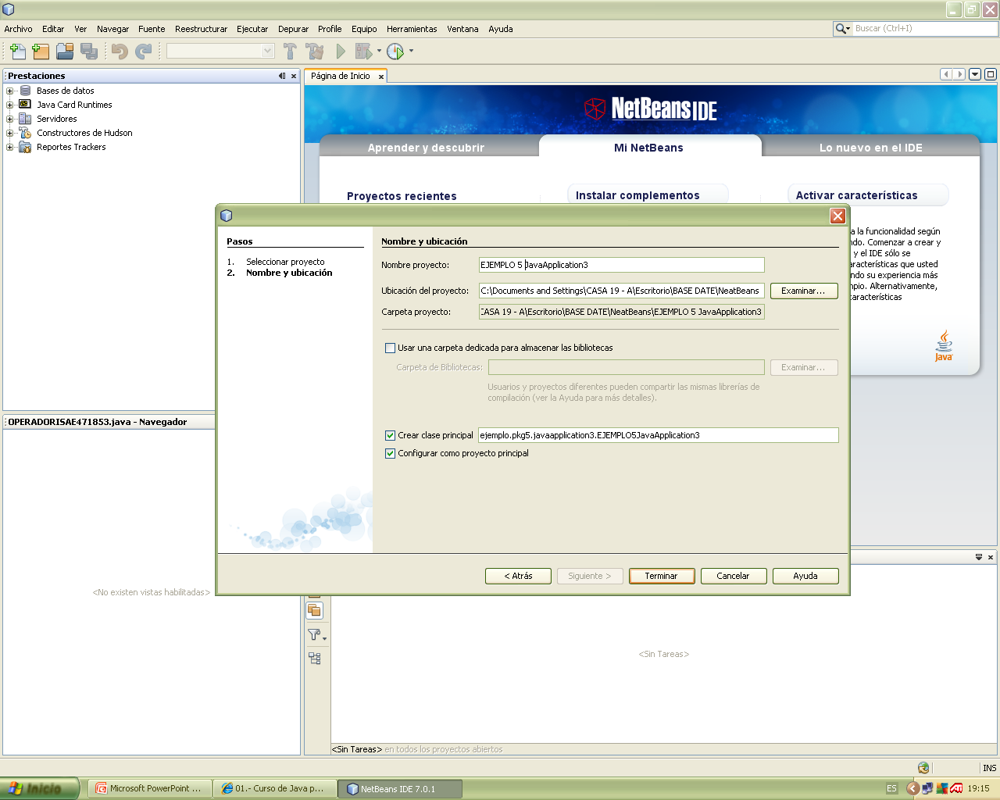 Archivo Editar Ver Navegar Fuente Reestructurar Ejecutar Depurar Profile Equipo Herramientas Ventana Ayuda
Buscar (Ctrl+I)
Prestaciones
Bases de datos
Java Card Runtimes
Servidores
Constructores de Hudson
Reportes Trackers
Página de Inicio
NetBeans IDE
Aprender y descubrir
Mi NetBeans
Lo nuevo en el IDE
Proyectos recientes
Instalar complementos
Activar características
a la funcionalidad según
ndo. Comenzar a crear y
y el IDE sólo se
aracterísticas que usted
ndo su experiencia más
mpio. Alternativamente,
aracterísticas
Java
Pasos
1. Seleccionar proyecto
2. Nombre y ubicación
Nombre y ubicación
Nombre proyecto: EJEMPLO 5 JavaApplication3
Ubicación del proyecto: C:\Documents and Settings\CASA 19 - A\Escritorio\BASE DATE\NeatBeans Examinar...
Carpeta proyecto: CASA 19 - A\Escritorio\BASE DATE\NeatBeans\EJEMPLO 5 JavaApplication3
Usar una carpeta dedicada para almacenar las bibliotecas
Carpeta de Bibliotecas: Examinar...
Usuarios y proyectos diferentes pueden compartir las mismas librerías de
compilación (ver la Ayuda para más detalles).
Crear clase principal ejemplo.pkg5.javaapplication3.EJEMPLO5JavaApplication3
Configurar como proyecto principal
< Atrás Siguiente > Terminar Cancelar Ayuda
OPERADORISAE471853.java - Navegador
<No existen vistas habilitadas>
<Sin Tareas>
<Sin Tareas> en todos los proyectos abiertos
INS
Inicio Microsoft PowerPoint ... 01.- Curso de Java p... NetBeans IDE 7.0.1 ES 19:15